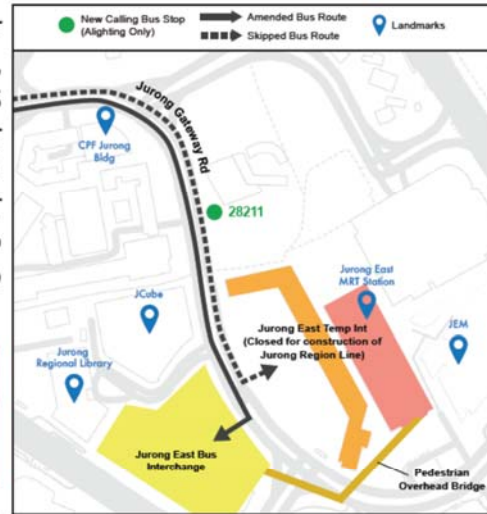 New Calling Bus Stop
(Alighting Only)
Amended Bus Route
Skipped Bus Route
Landmarks
Jurong Gateway Rd
CPF Jurong
Bldg
28211
JCube
Jurong East
MRT Station
JEM
Jurong East Temp Int
(Closed for construction of
Jurong Region Line)
Jurong
Regional Library
Jurong East Bus
Interchange
Pedestrian
Overhead Bridge